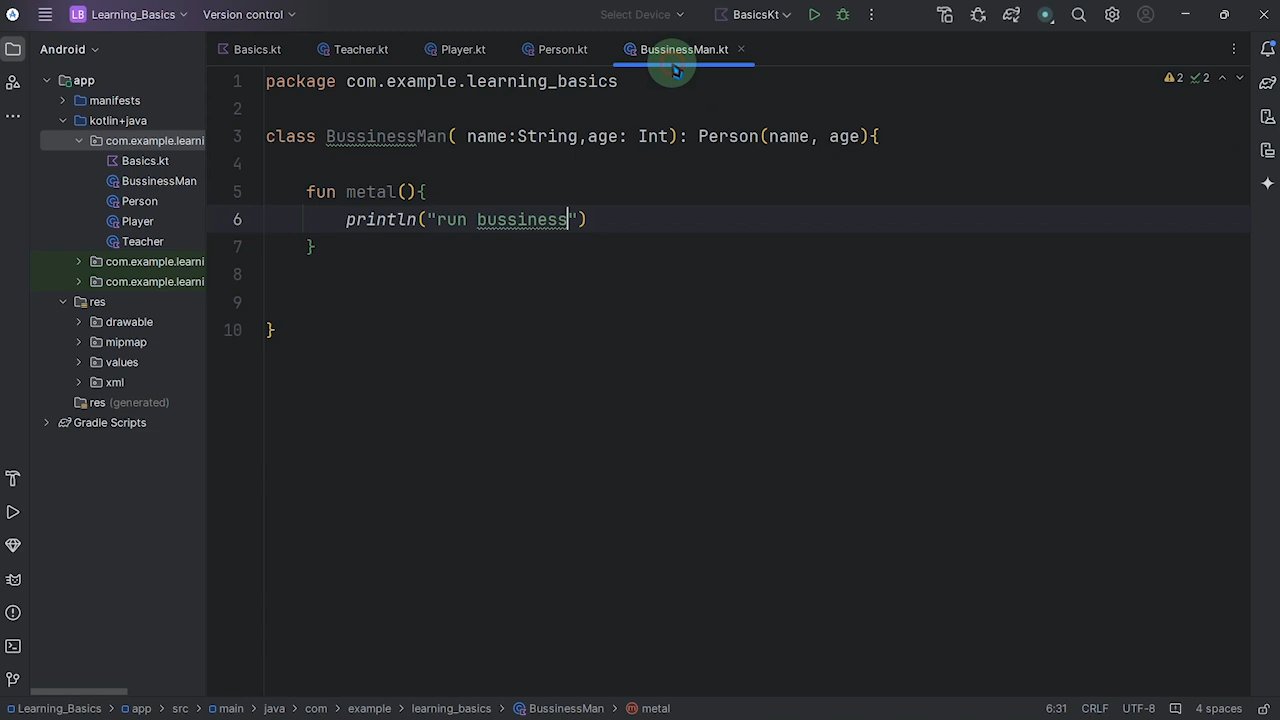 LB Learning_Basics Version control Select Device BasicsKt
Android
Basics.kt Teacher.kt Player.kt Person.kt BussinessMan.kt
app
manifests
kotlin+java
com.example.learni
Basics.kt
BussinessMan
Person
Player
Teacher
com.example.learni
com.example.learni
res
drawable
mipmap
values
xml
res (generated)
Gradle Scripts
2 2
1 package com.example.learning_basics
2
3 class BussinessMan( name:String,age: Int): Person(name, age){
4
5 fun metal(){
6 println("run bussiness")
7 }
8
9
10 }
Learning_Basics app src main java com example learning_basics BussinessMan metal 6:31 CRLF UTF-8 4 spaces